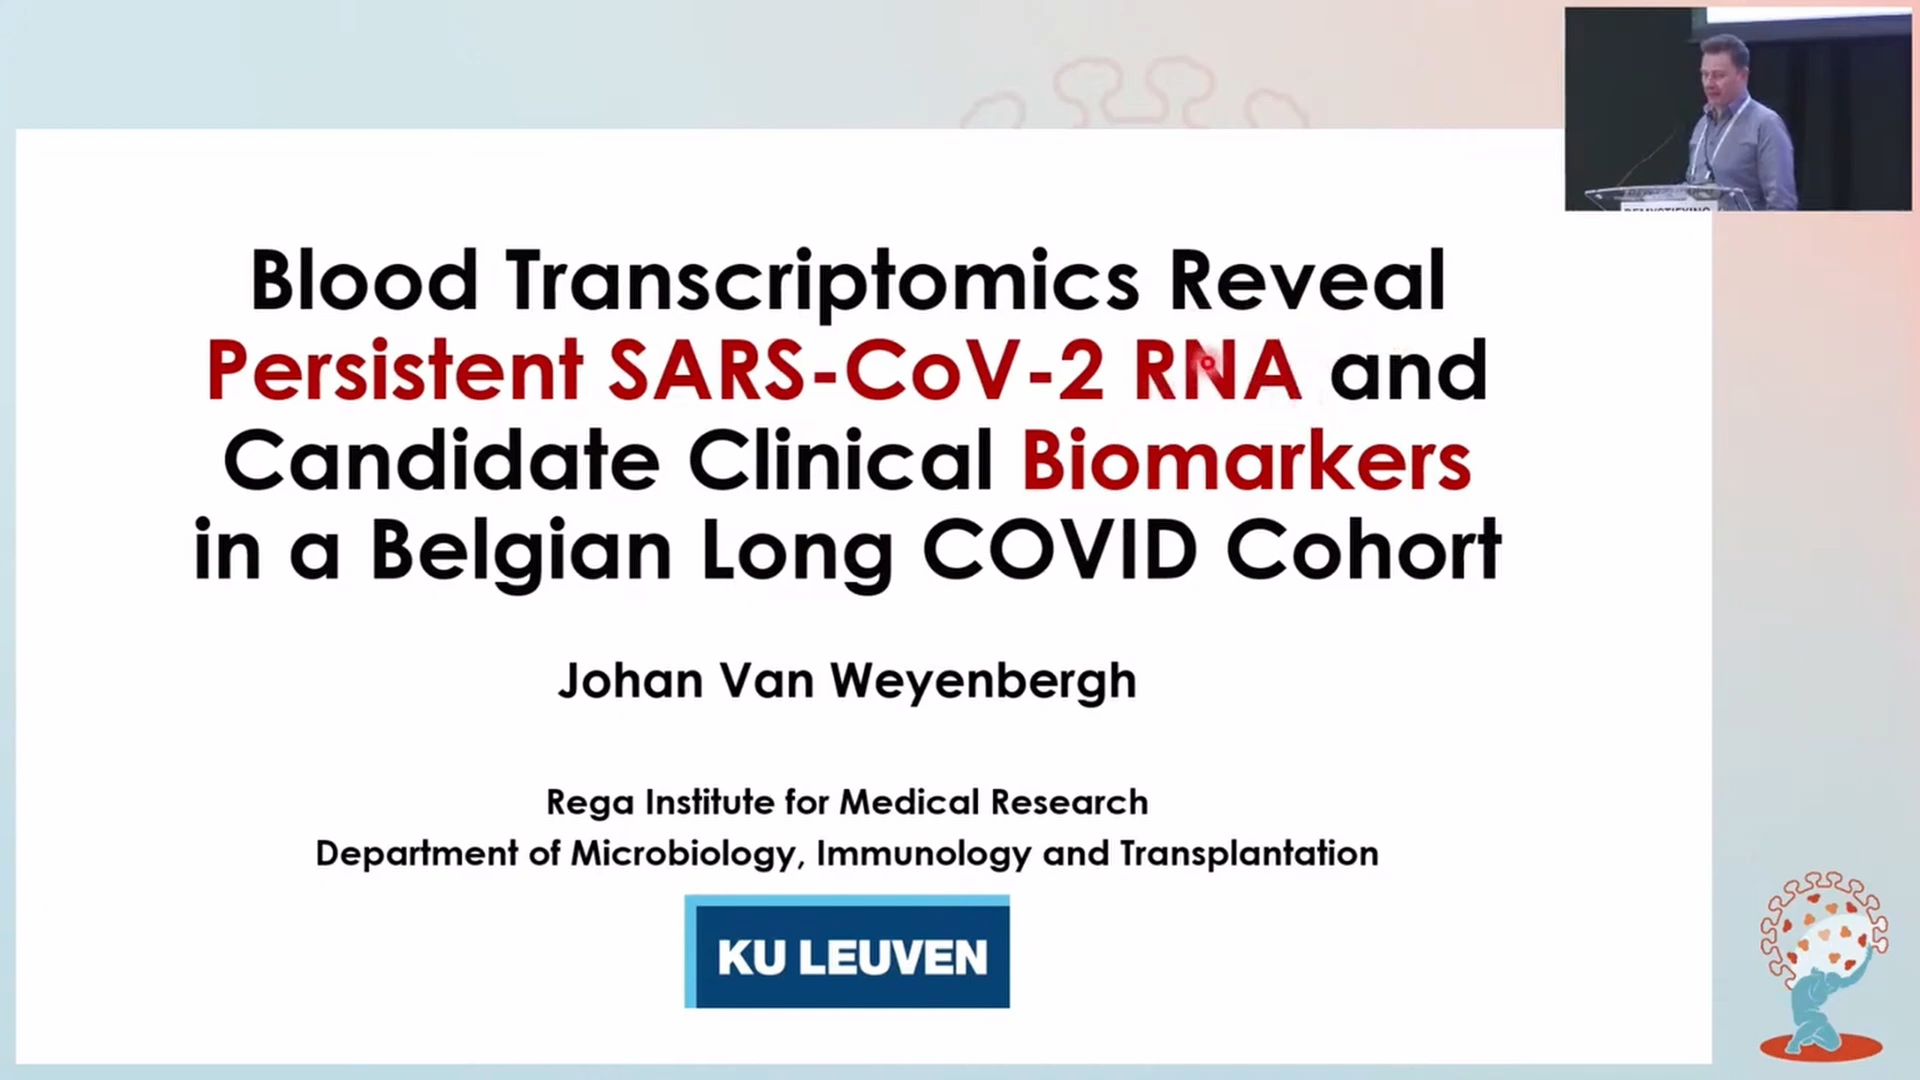 Blood Transcriptomics Reveal
Persistent SARS-CoV-2 RNA and
Candidate Clinical Biomarkers
in a Belgian Long COVID Cohort
Johan Van Weyenbergh
Rega Institute for Medical Research
Department of Microbiology, Immunology and Transplantation
KU LEUVEN
DEMYSTIFYING